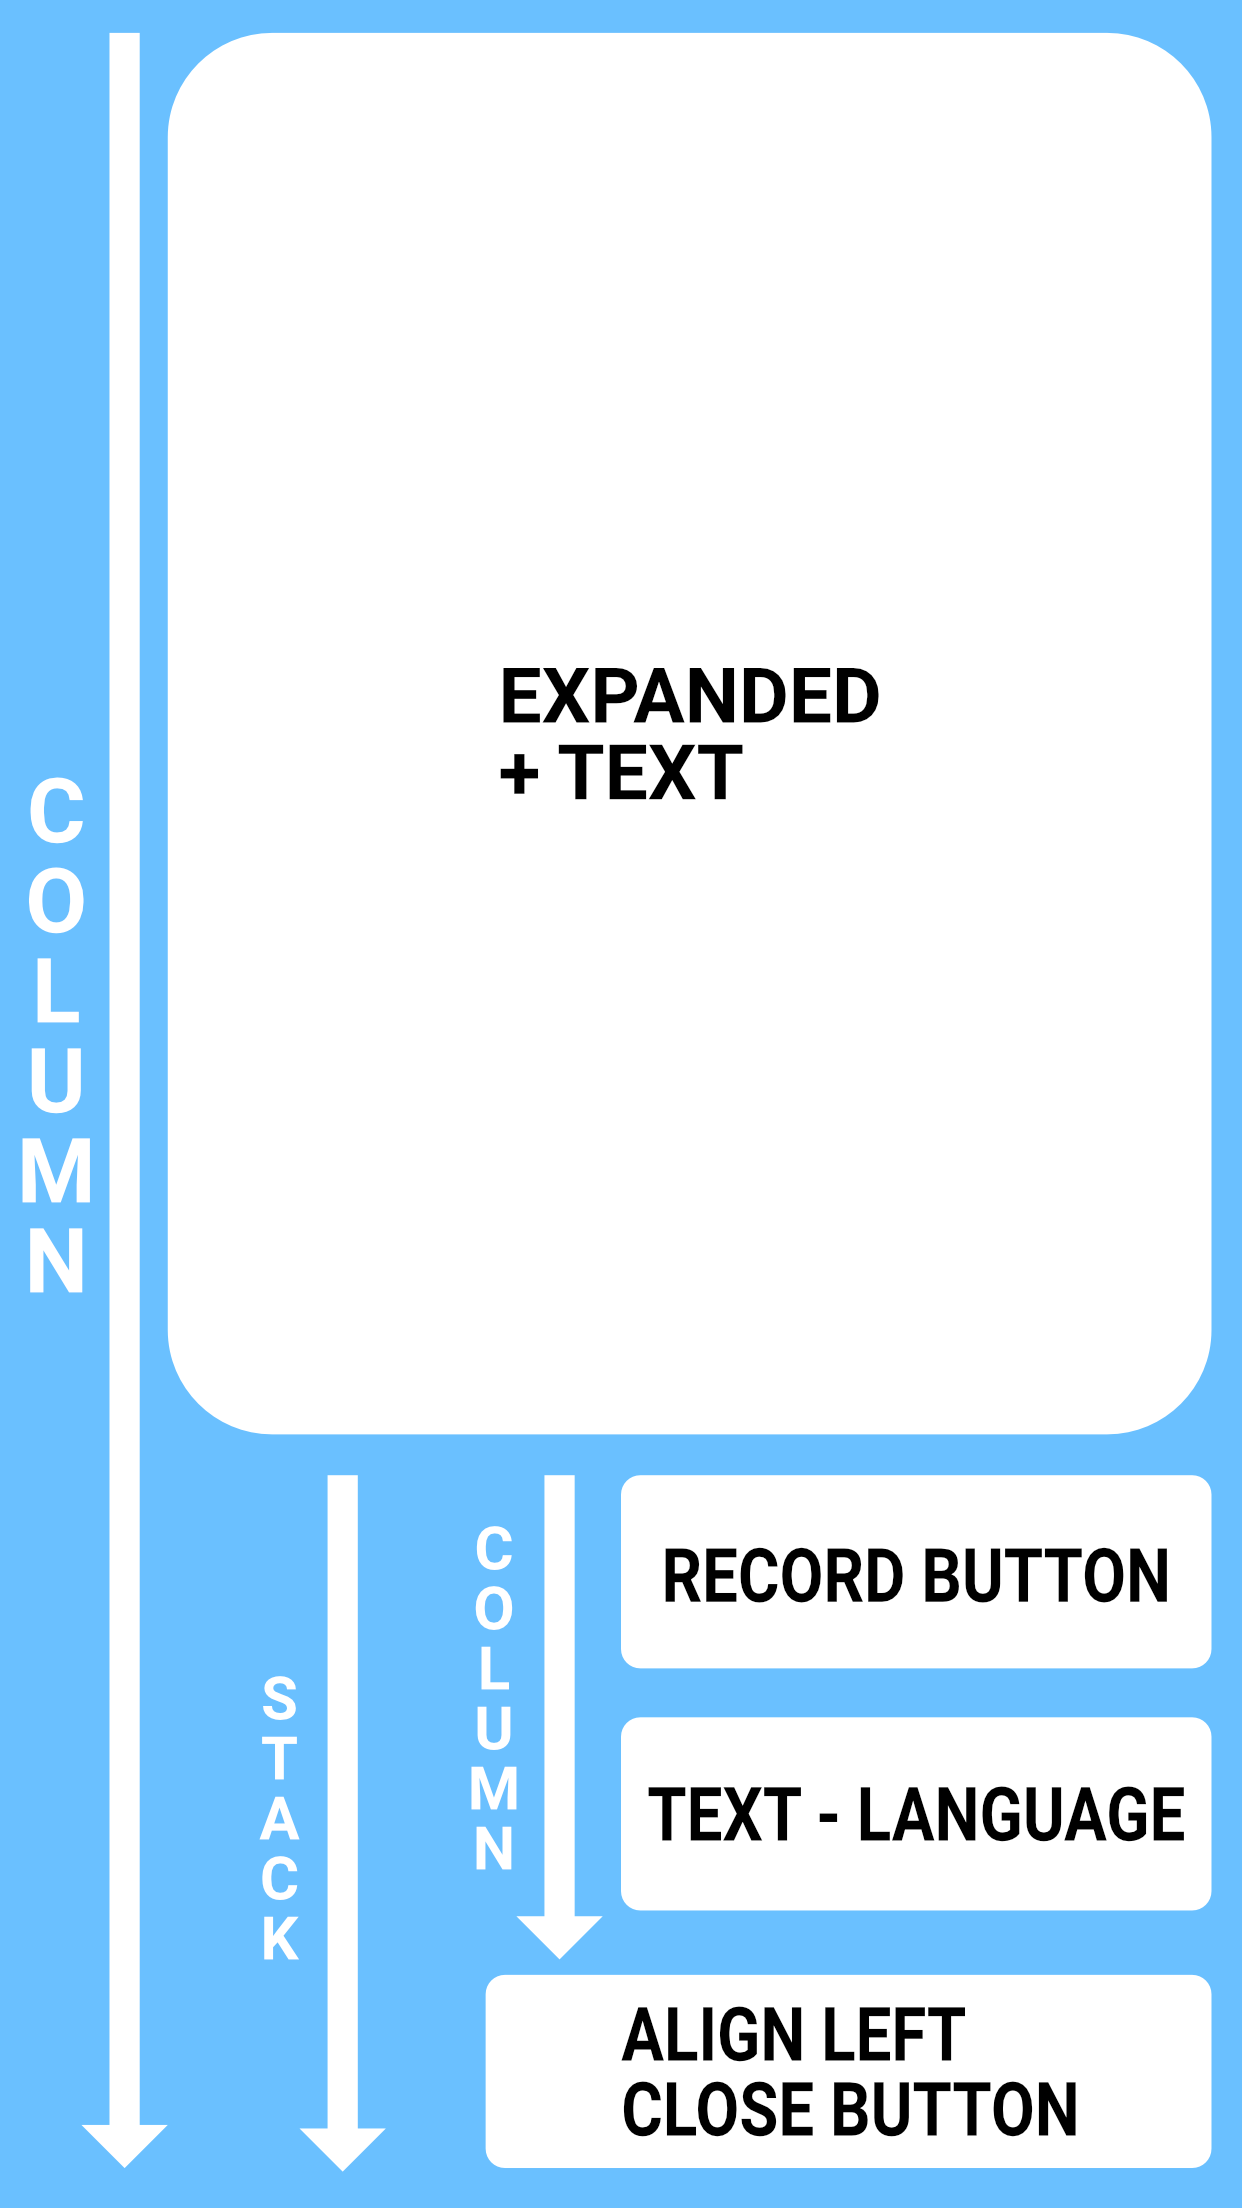 COLUMN
EXPANDED
+ TEXT
STACK
COLUMN
RECORD BUTTON
TEXT - LANGUAGE
ALIGN LEFT
CLOSE BUTTON